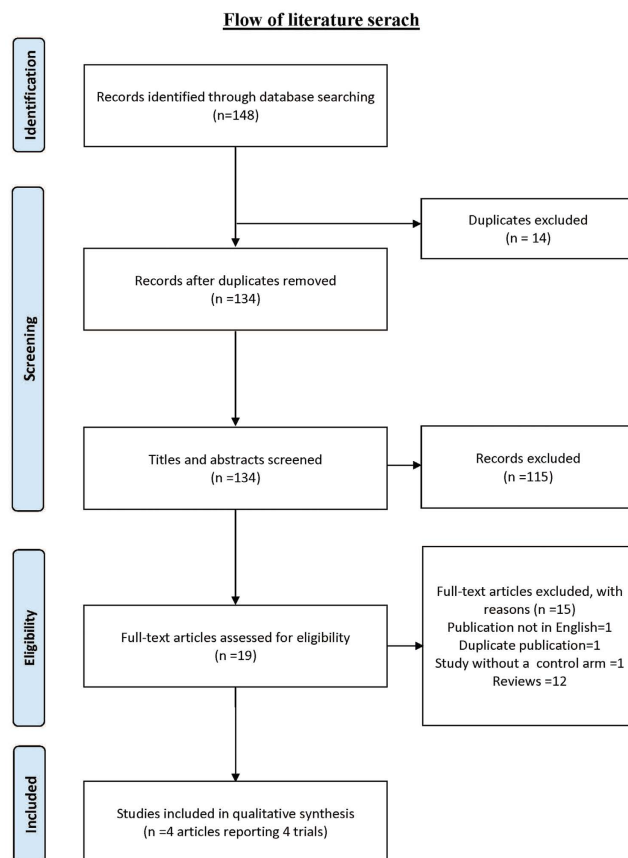 Flow of literature serach
Identification
Records identified through database searching
(n=148)
Duplicates excluded
(n = 14)
Screening
Records after duplicates removed
(n =134)
Titles and abstracts screened
(n =134)
Records excluded
(n =115)
Eligibility
Full-text articles assessed for eligibility
(n =19)
Full-text articles excluded, with
reasons (n =15)
Publication not in English=1
Duplicate publication=1
Study without a control arm =1
Reviews =12
Included
Studies included in qualitative synthesis
(n =4 articles reporting 4 trials)